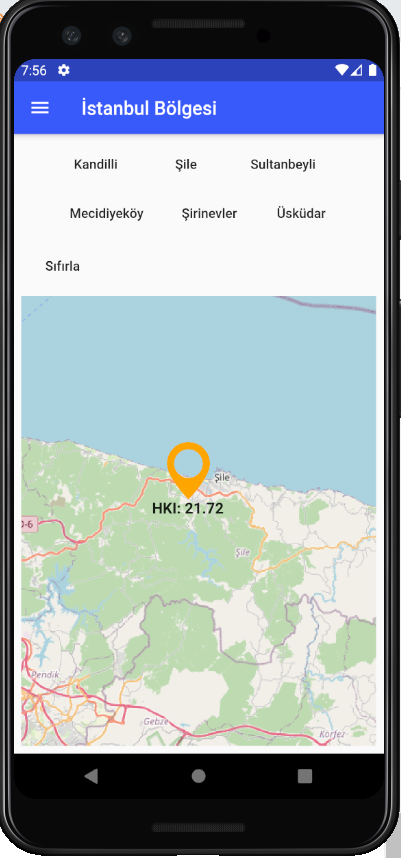 7:56
İstanbul Bölgesi
Kandilli Şile Sultanbeyli
Mecidiyeköy Şirinevler Üsküdar
Sıfırla
Şile
HKI: 21.72
D-6
Şile
Pendik
Gebze
Körfez